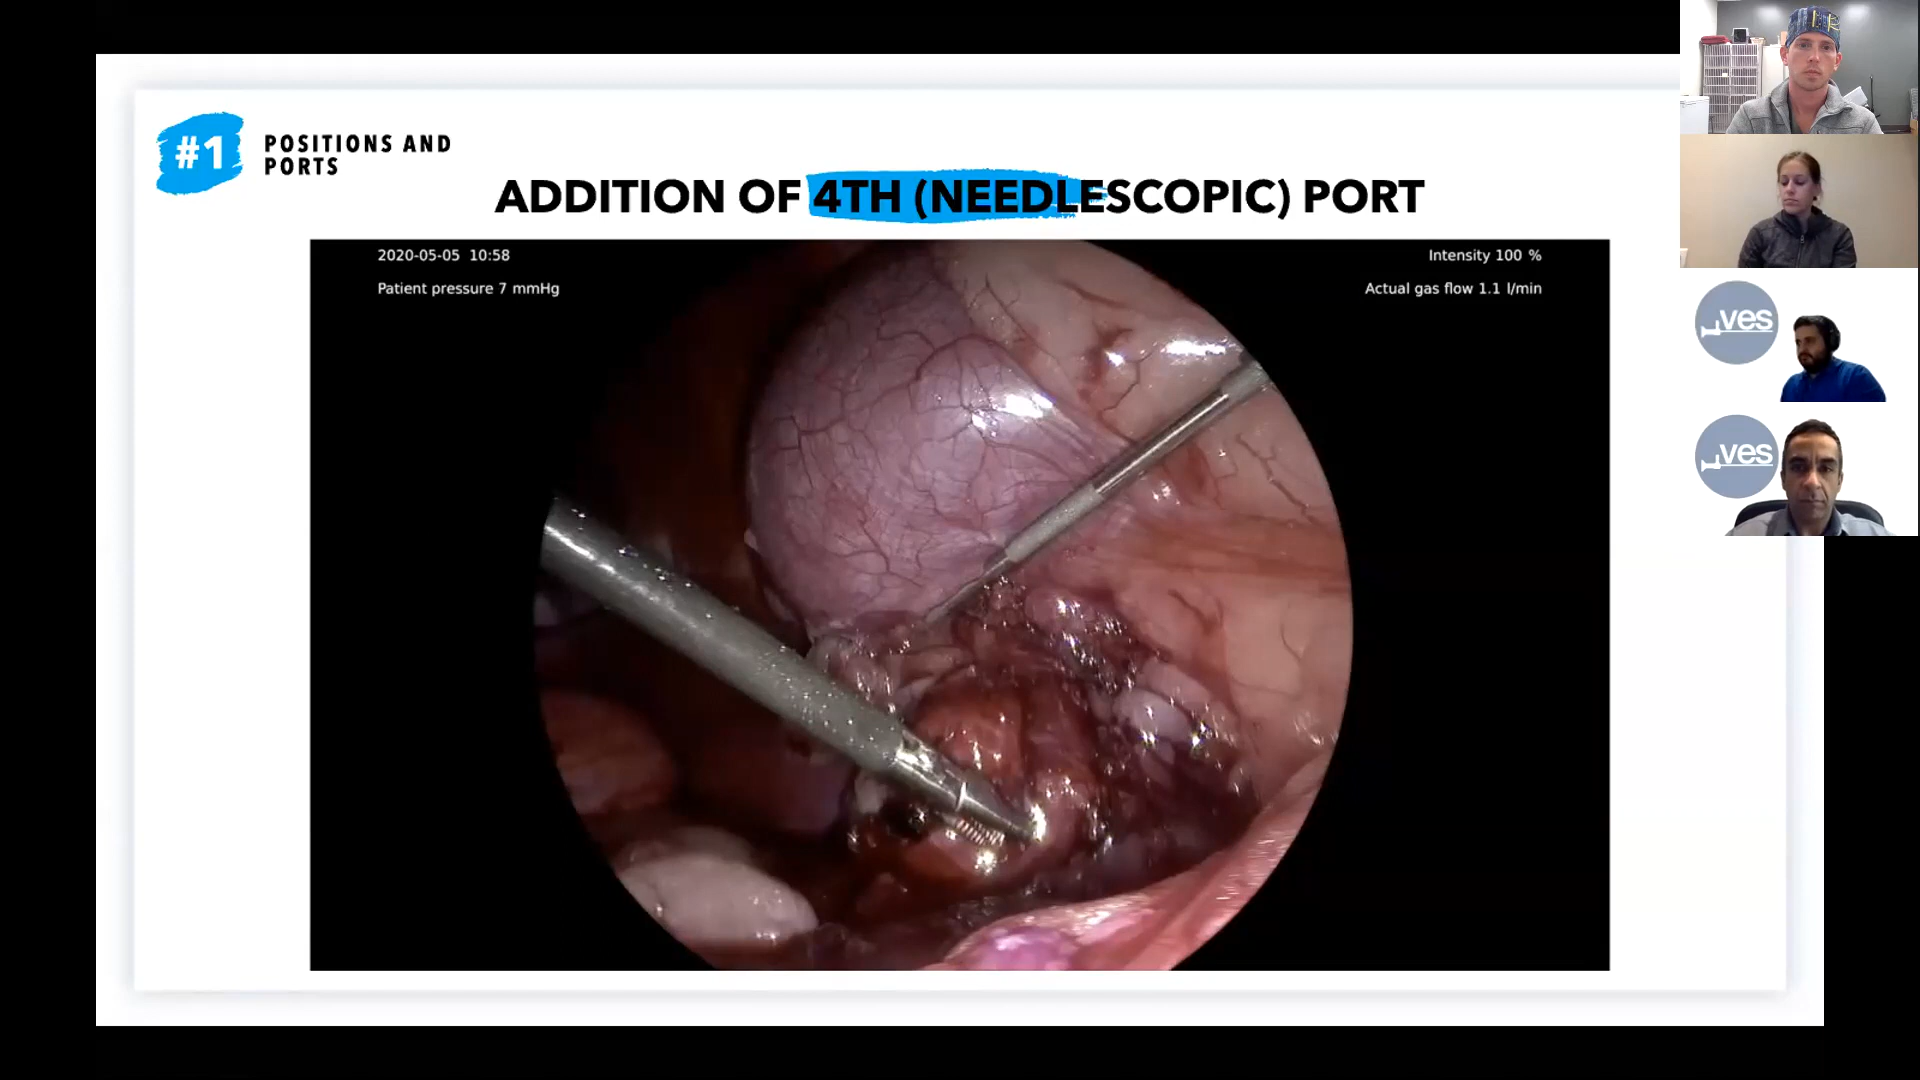 #1
POSITIONS AND
PORTS
ADDITION OF 4TH (NEEDLESCOPIC) PORT
2020-05-05 10:58
Intensity 100 %
Patient pressure 7 mmHg
Actual gas flow 1.1 l/min
ves
ves